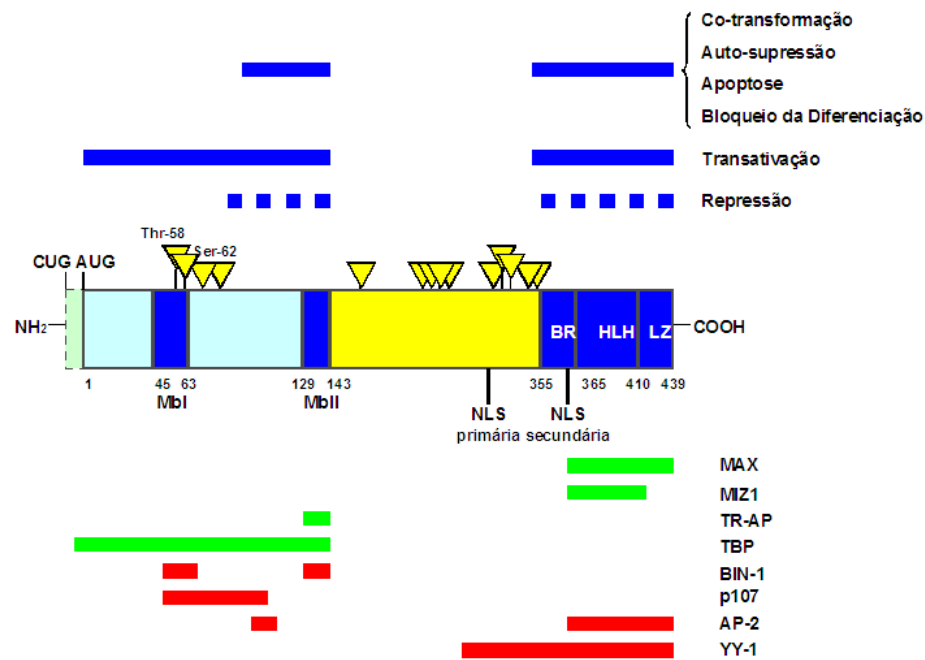 Co-transformação
Auto-supressão
Apoptose
Bloqueio da Diferenciação
Transativação
Repressão
Thr-58
Ser-62
CUG AUG
NH2
BR
HLH
LZ
COOH
1
45
63
129
143
355
365
410
439
MbI
MbII
NLS
NLS
primária secundária
MAX
MIZ1
TR-AP
TBP
BIN-1
p107
AP-2
YY-1